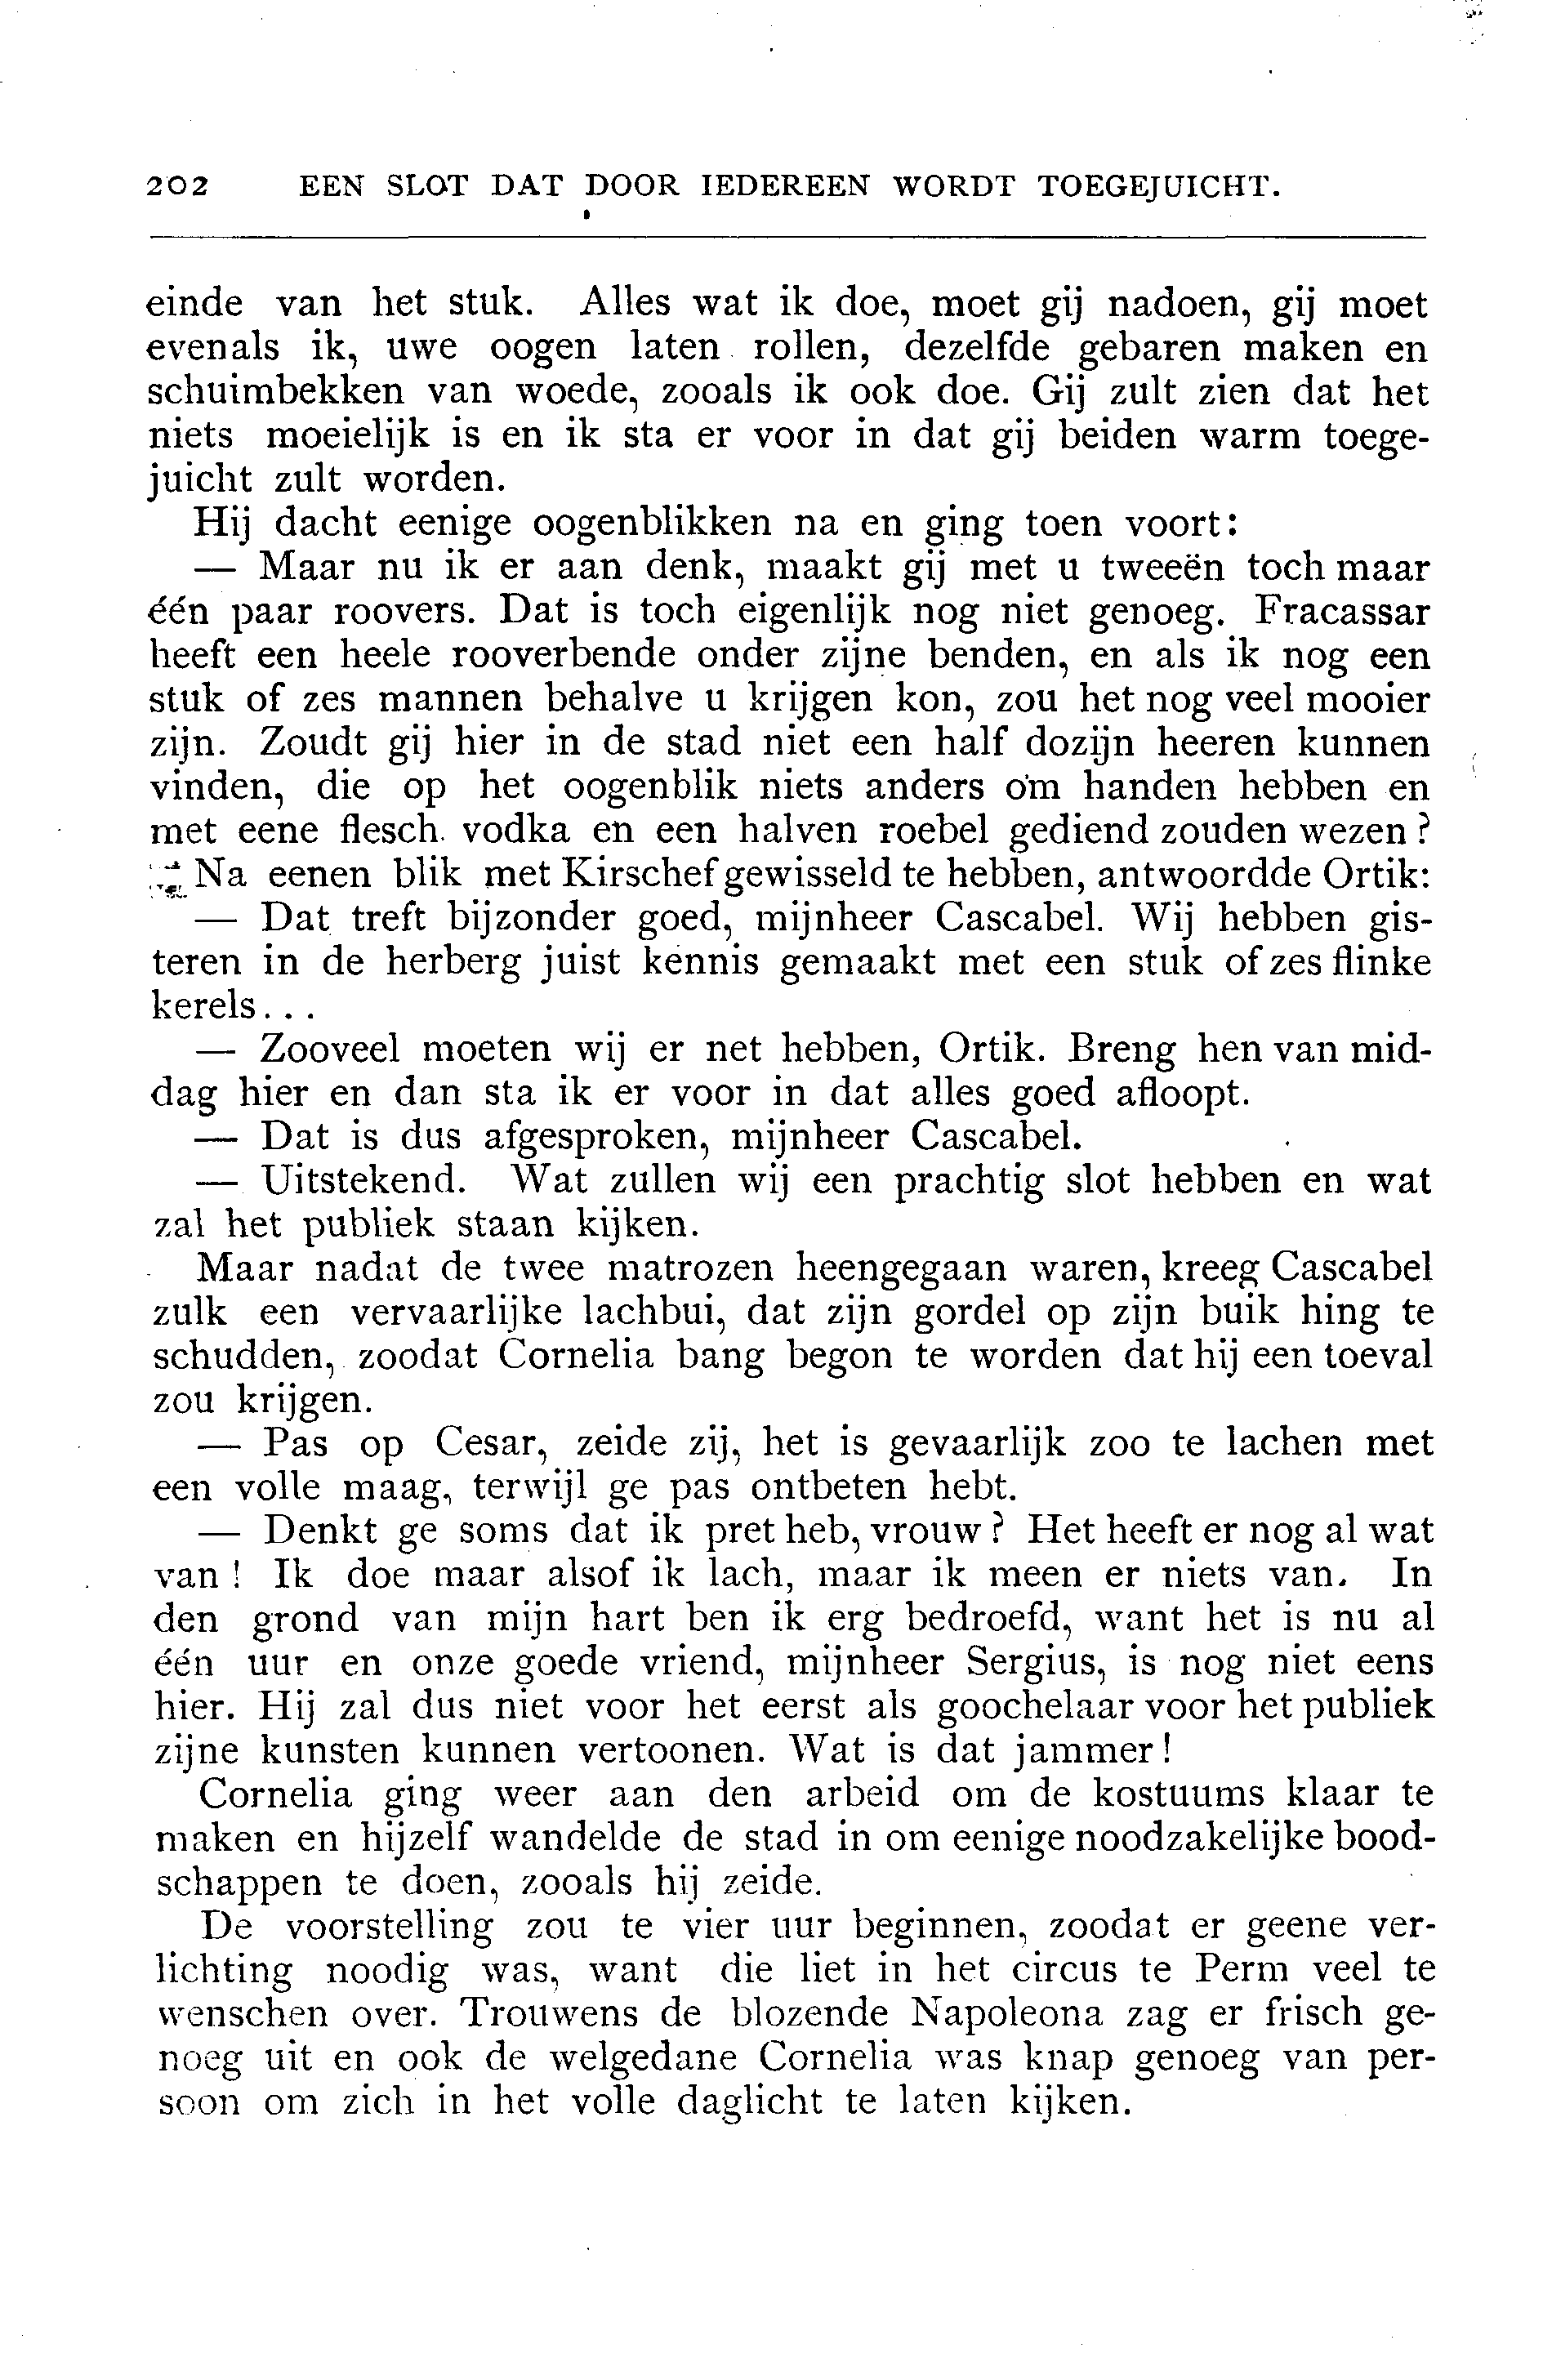 202 EEN SLOT DAT DOOR IEDEREEN WORDT TOEGEJUICHT.
einde van het stuk. Alles wat ik doe, moet gij nadoen, gij moet
evenals ik, uwe oogen laten rollen, dezelfde gebaren maken en
schuimbekken van woede, zooals ik ook doe. Gij zult zien dat het
niets moeielijk is en ik sta er voor in dat gij beiden warm toege-
juicht zult worden.
Hij dacht eenige oogenblikken na en ging toen voort:
— Maar nu ik er aan denk, maakt gij met u tweeën toch maar
één paar roovers. Dat is toch eigenlijk nog niet genoeg. Fracassar
heeft een heele rooverbende onder zijne benden, en als ik nog een
stuk of zes mannen behalve u krijgen kon, zou het nog veel mooier
zijn. Zoudt gij hier in de stad niet een half dozijn heeren kunnen
vinden, die op het oogenblik niets anders om handen hebben en
met eene flesch vodka en een halven roebel gediend zouden wezen?
Na eenen blik met Kirschef gewisseld te hebben, antwoordde Ortik:
— Dat treft bijzonder goed, mijnheer Cascabel. Wij hebben gis-
teren in de herberg juist kennis gemaakt met een stuk of zes flinke
kerels...
— Zooveel moeten wij er net hebben, Ortik. Breng hen van mid-
dag hier en dan sta ik er voor in dat alles goed afloopt.
— Dat is dus afgesproken, mijnheer Cascabel.
— Uitstekend. Wat zullen wij een prachtig slot hebben en wat
zal het publiek staan kijken.
Maar nadat de twee matrozen heengegaan waren, kreeg Cascabel
zulk een vervaarlijke lachbui, dat zijn gordel op zijn buik hing te
schudden, zoodat Cornelia bang begon te worden dat hij een toeval
zou krijgen.
— Pas op Cesar, zeide zij, het is gevaarlijk zoo te lachen met
een volle maag, terwijl ge pas ontbeten hebt.
— Denkt ge soms dat ik pret heb, vrouw? Het heeft er nog al wat
van! Ik doe maar alsof ik lach, maar ik meen er niets van. In
den grond van mijn hart ben ik erg bedroefd, want het is nu al
één uur en onze goede vriend, mijnheer Sergius, is nog niet eens
hier. Hij zal dus niet voor het eerst als goochelaar voor het publiek
zijne kunsten kunnen vertoonen. Wat is dat jammer!
Cornelia ging weer aan den arbeid om de kostuums klaar te
maken en hijzelf wandelde de stad in om eenige noodzakelijke bood-
schappen te doen, zooals hij zeide.
De voorstelling zou te vier uur beginnen, zoodat er geene ver-
lichting noodig was, want die liet in het circus te Perm veel te
wenschen over. Trouwens de blozende Napoleona zag er frisch ge-
noeg uit en ook de welgedane Cornelia was knap genoeg van per-
soon om zich in het volle daglicht te laten kijken.